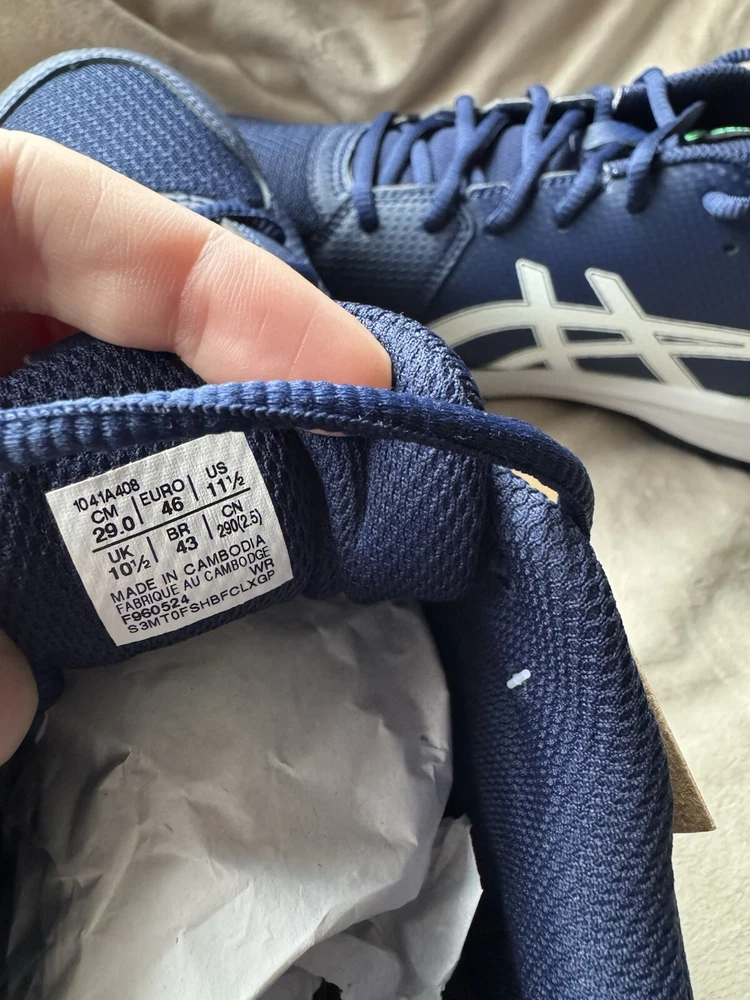 1041A408
CM EURO US
29.0 46 11½
UK BR CN
10½ 43 290(2.5)
MADE IN CAMBODIA
FABRIQUE AU CAMBODGE
F960524 WR
S3MT0FSHBFCLXGP